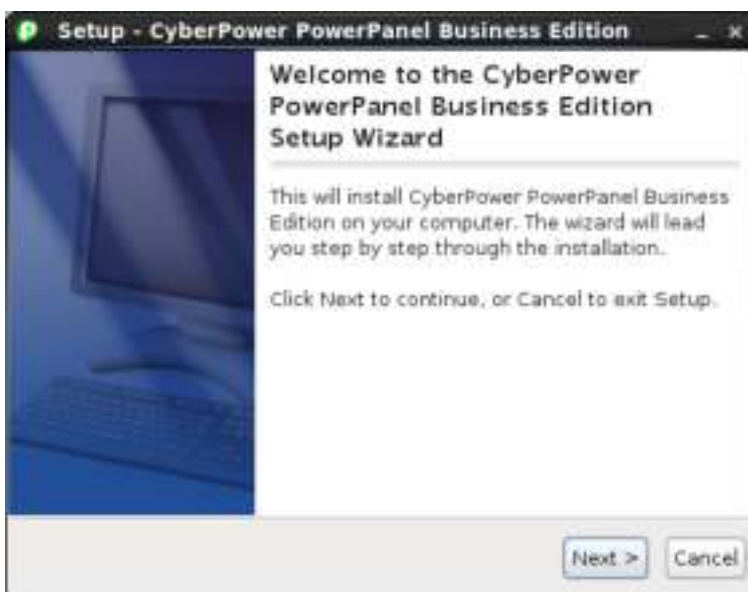 Setup - CyberPower PowerPanel Business Edition
Welcome to the CyberPower
PowerPanel Business Edition
Setup Wizard
This will install CyberPower PowerPanel Business
Edition on your computer. The wizard will lead
you step by step through the installation.
Click Next to continue, or Cancel to exit Setup.
Next >
Cancel